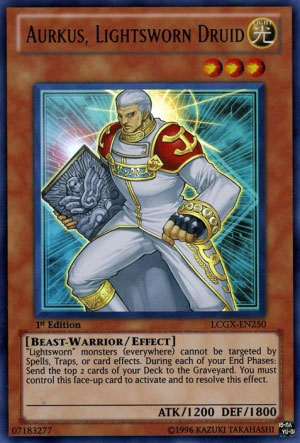 AURKUS, LIGHTSWORN DRUID
LIGHT
光
1st Edition
LCGX-EN250
[BEAST-WARRIOR/EFFECT]
"Lightsworn" monsters (everywhere) cannot be targeted
by Spells, Traps, or card effects. During each of your End Phases:
Send the top 2 cards of your Deck to the Graveyard. You must
control this face-up card to activate and to resolve this effect.
ATK/1200 DEF/1800
07183277
©1996 KAZUKI TAKAHASHI